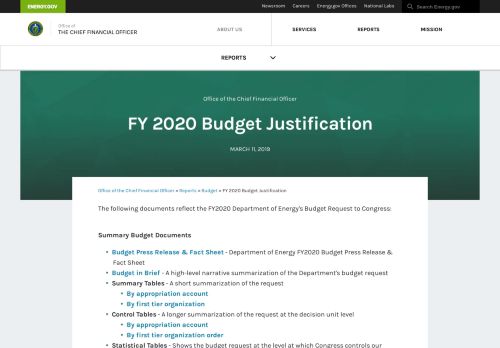 ENERGY.GOV
Newsroom Careers Energy.gov Offices National Labs Search Energy.gov
Office of
THE CHIEF FINANCIAL OFFICER
ABOUT US SERVICES REPORTS MISSION
REPORTS
Office of the Chief Financial Officer
FY 2020 Budget Justification
MARCH 11, 2019
Office of the Chief Financial Officer » Reports » Budget » FY 2020 Budget Justification
The following documents reflect the FY2020 Department of Energy's Budget Request to Congress:
Summary Budget Documents
• Budget Press Release & Fact Sheet - Department of Energy FY2020 Budget Press Release &
Fact Sheet
• Budget in Brief - A high-level narrative summarization of the Department's budget request
• Summary Tables - A short summarization of the request
• By appropriation account
• By first tier organization
• Control Tables - A longer summarization of the request at the decision unit level
• By appropriation account
• By first tier organization order
• Statistical Tables - Shows the budget request at the level at which Congress controls our